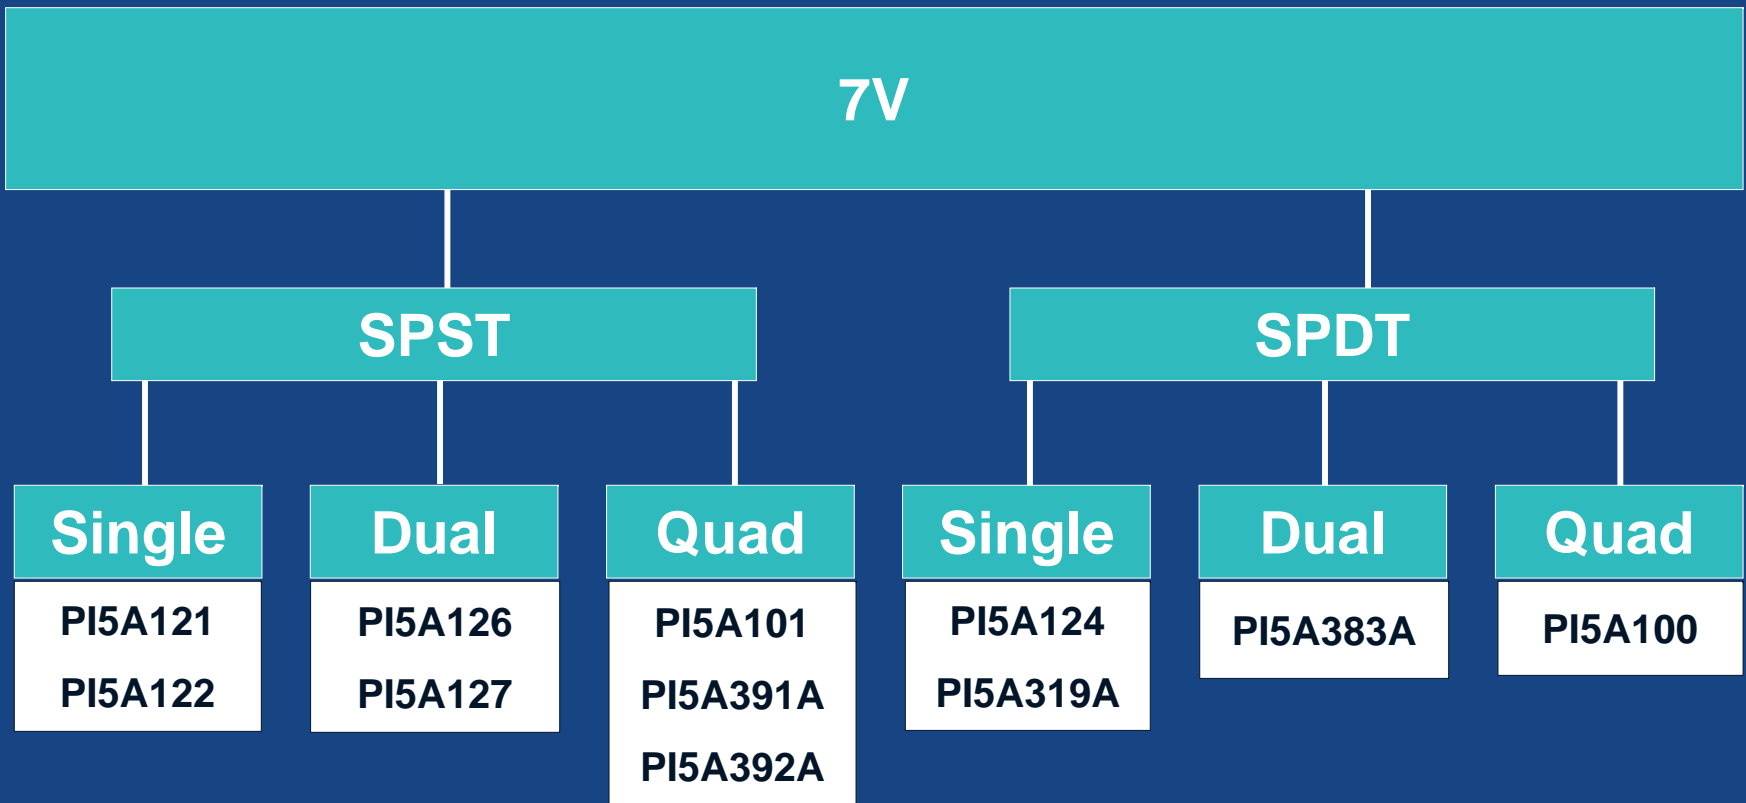 7V
SPST
SPDT
Single
Dual
Quad
Single
Dual
Quad
PI5A121
PI5A122
PI5A126
PI5A127
PI5A101
PI5A391A
PI5A392A
PI5A124
PI5A319A
PI5A383A
PI5A100